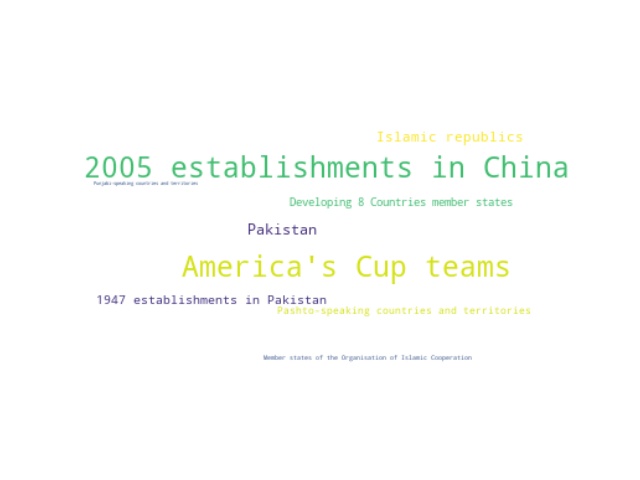 Islamic republics
2005 establishments in China
Punjabi-speaking countries and territories
Developing 8 Countries member states
Pakistan
America's Cup teams
1947 establishments in Pakistan
Pashto-speaking countries and territories
Member states of the Organisation of Islamic Cooperation